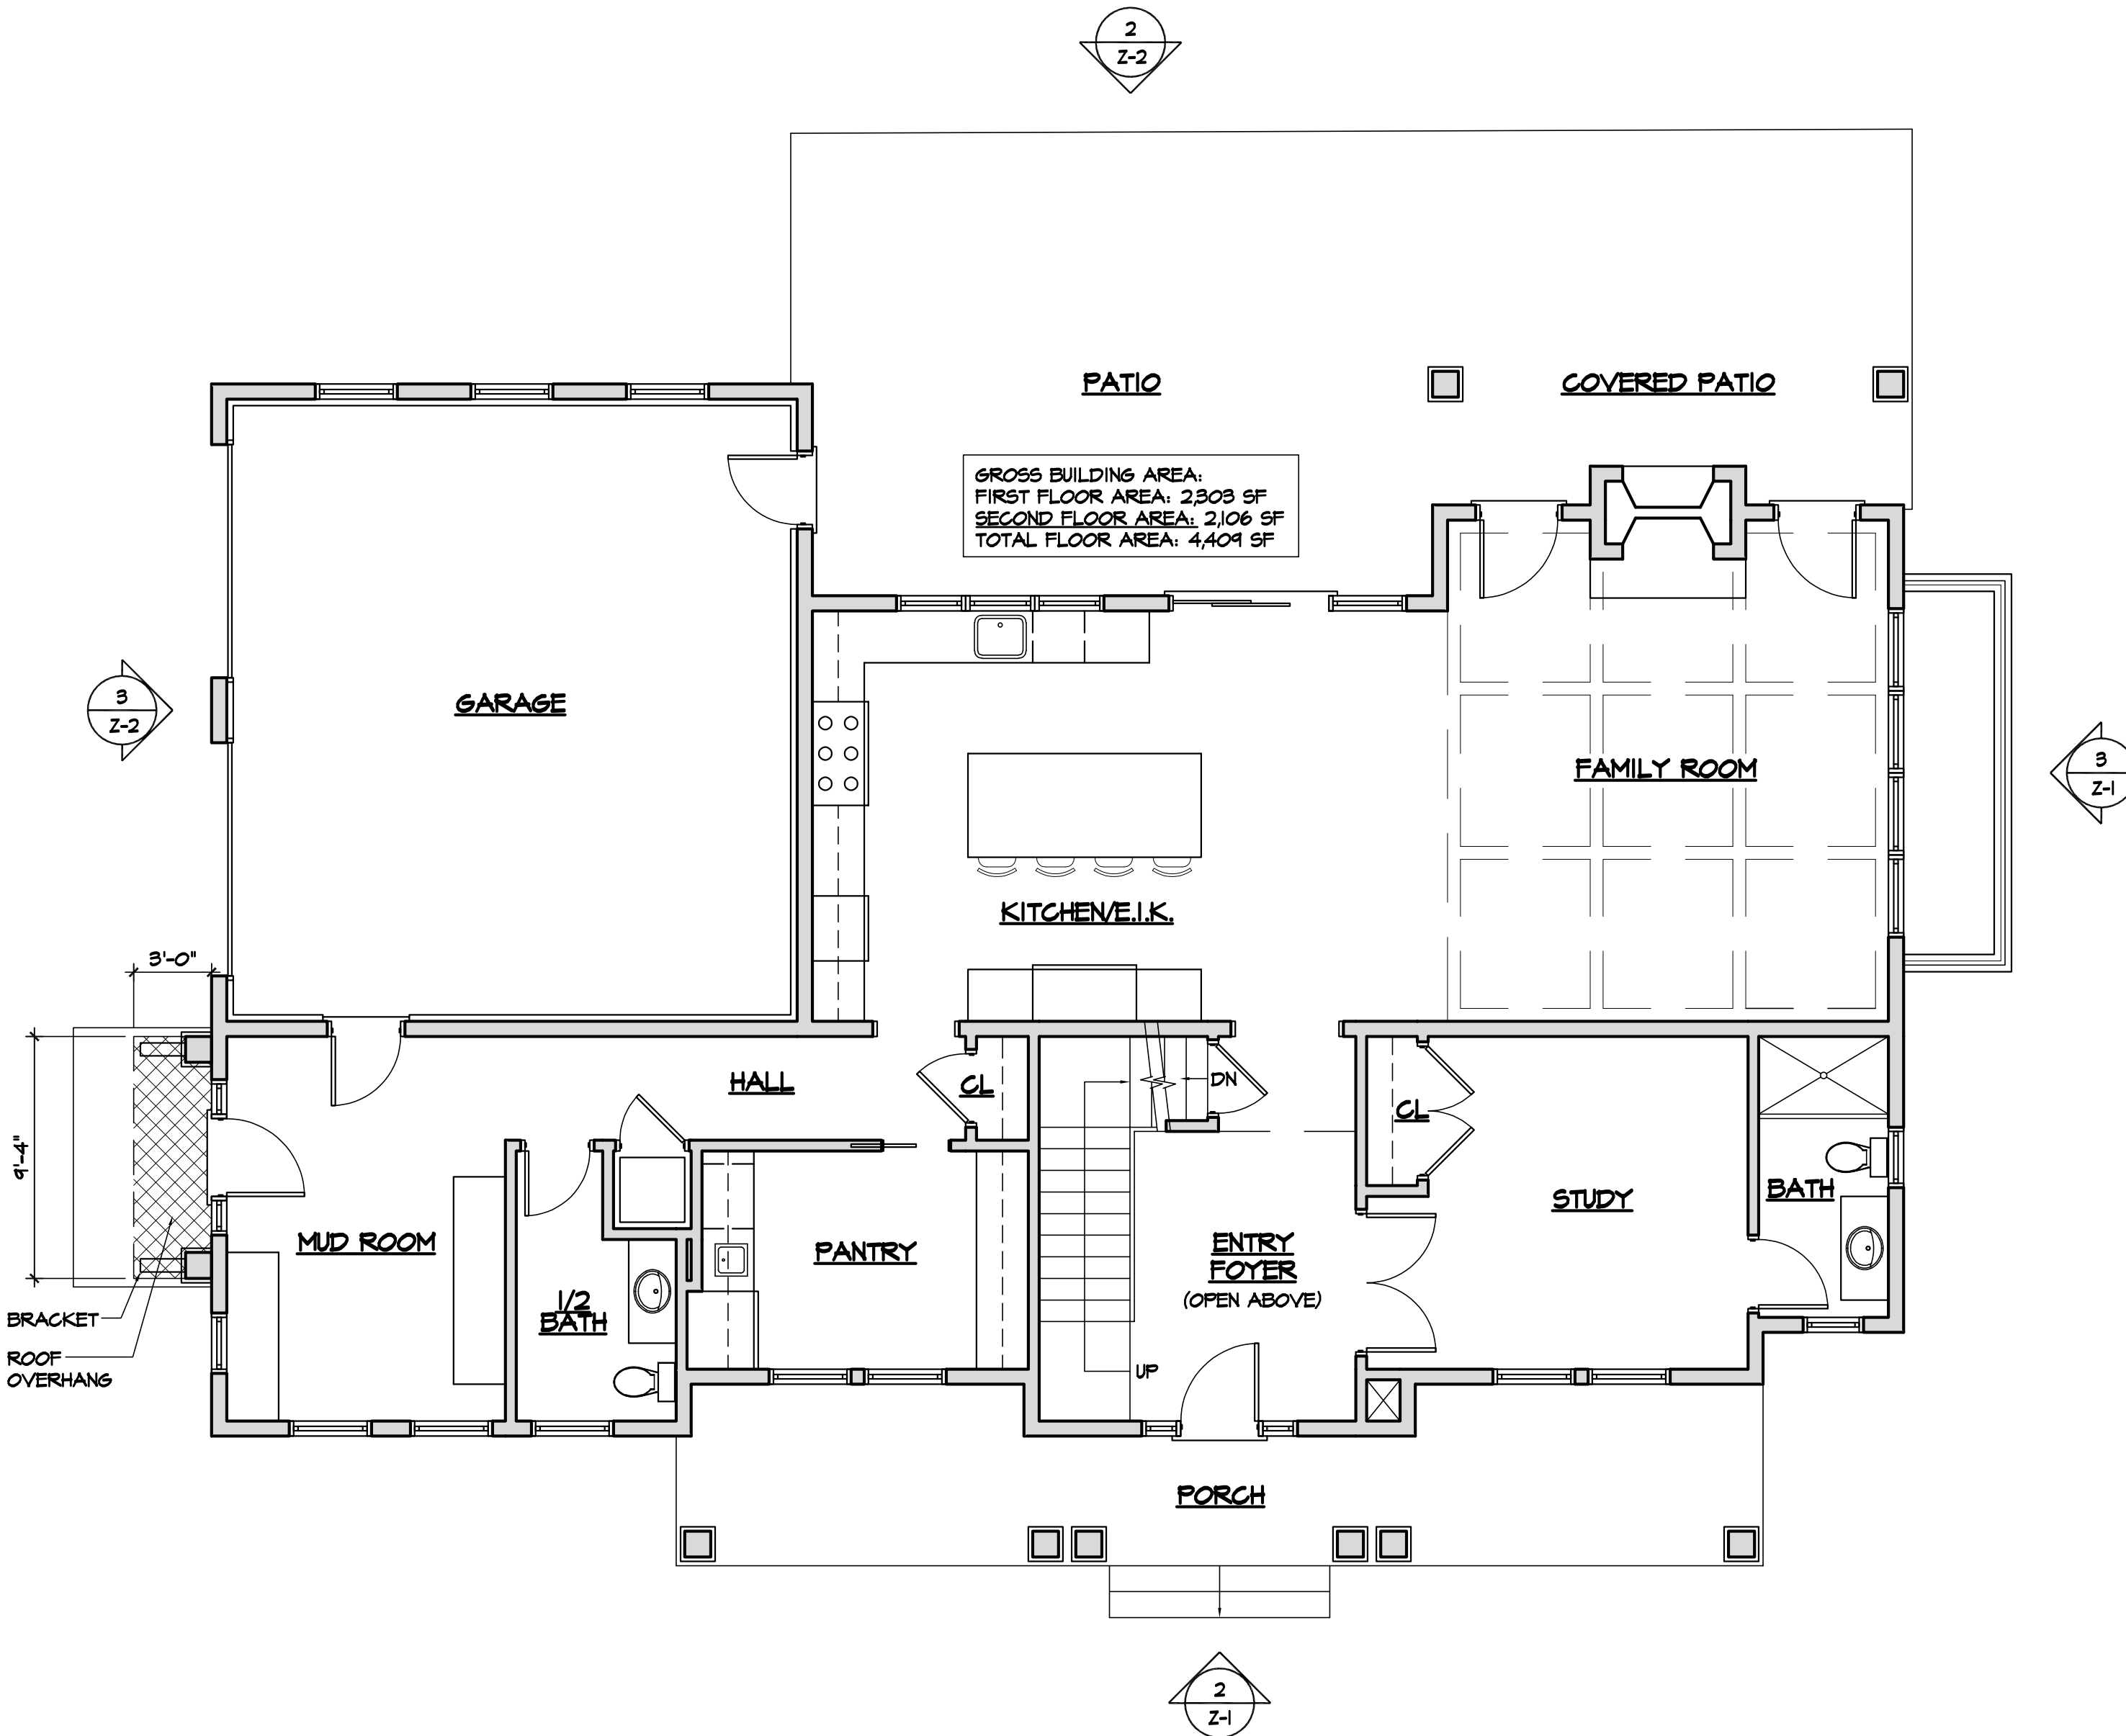 2
Z-2
PATIO
COVERED PATIO
GROSS BUILDING AREA:
FIRST FLOOR AREA: 2,303 SF
SECOND FLOOR AREA: 2,106 SF
TOTAL FLOOR AREA: 4,409 SF
3
Z-2
GARAGE
FAMILY ROOM
3
Z-1
KITCHEN/E.I.K.
3'-0"
9'-4"
HALL
CL
DN
CL
MUD ROOM
1/2
BATH
PANTRY
ENTRY
FOYER
(OPEN ABOVE)
STUDY
BATH
BRACKET
ROOF
OVERHANG
UP
PORCH
2
Z-1